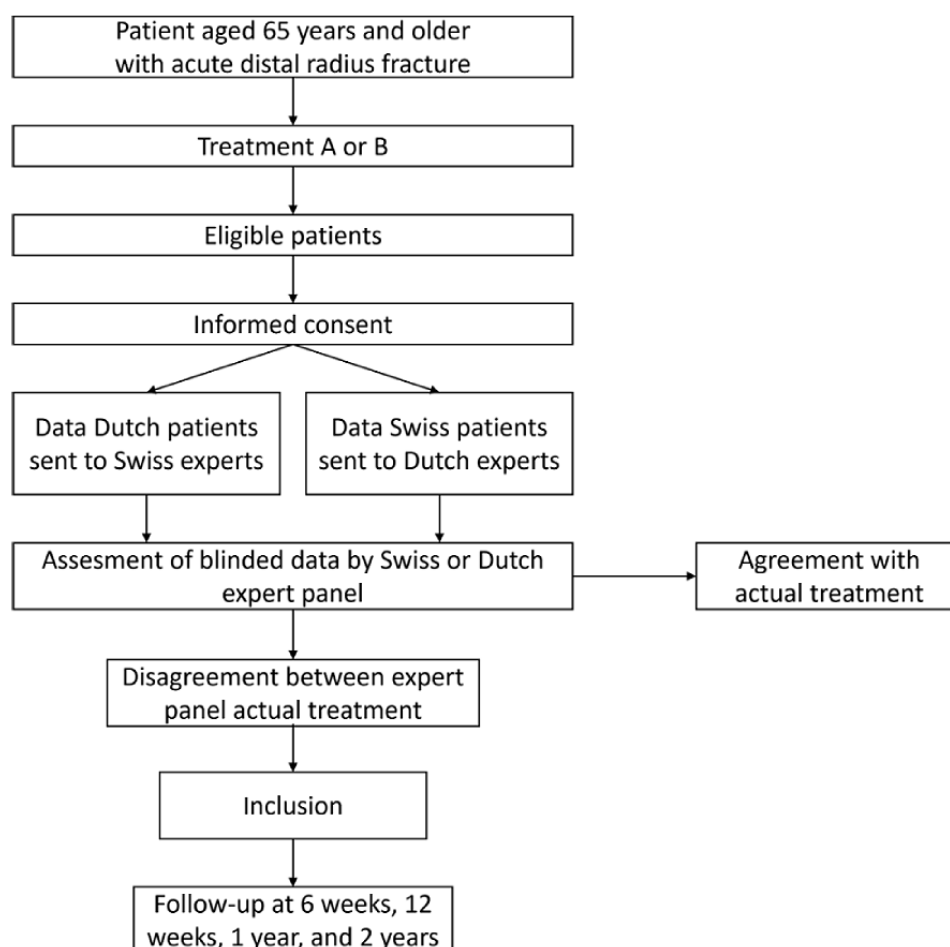 Patient aged 65 years and older
with acute distal radius fracture
Treatment A or B
Eligible patients
Informed consent
Data Dutch patients
sent to Swiss experts
Data Swiss patients
sent to Dutch experts
Assesment of blinded data by Swiss or Dutch
expert panel
Agreement with
actual treatment
Disagreement between expert
panel actual treatment
Inclusion
Follow-up at 6 weeks, 12
weeks, 1 year, and 2 years